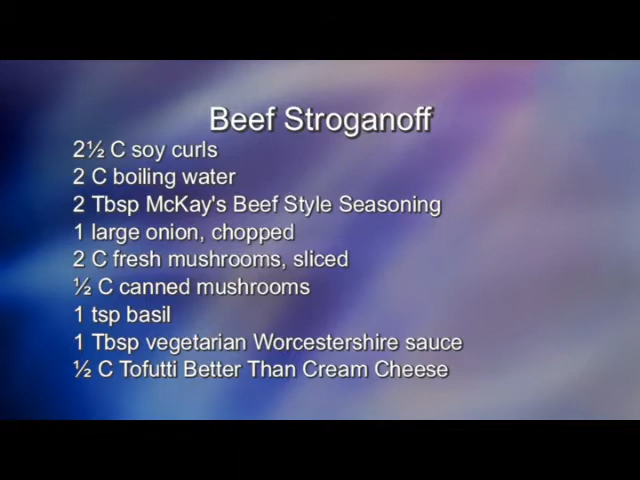 Beef Stroganoff
2½ C soy curls
2 C boiling water
2 Tbsp McKay's Beef Style Seasoning
1 large onion, chopped
2 C fresh mushrooms, sliced
½ C canned mushrooms
1 tsp basil
1 Tbsp vegetarian Worcestershire sauce
½ C Tofutti Better Than Cream Cheese